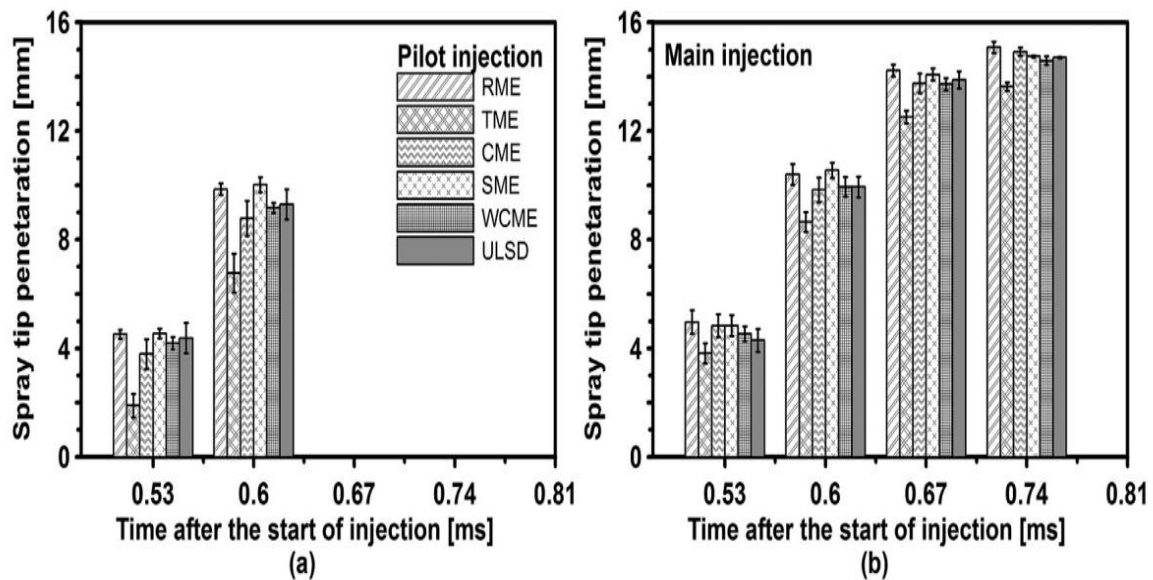 16
12
8
4
0
Spray tip penetaration [mm]
Pilot injection
RME
TME
CME
SME
WCME
ULSD
0.53 0.6 0.67 0.74 0.81
Time after the start of injection [ms]
(a)
16
12
8
4
0
Spray tip penetaration [mm]
Main injection
0.53 0.6 0.67 0.74 0.81
Time after the start of injection [ms]
(b)